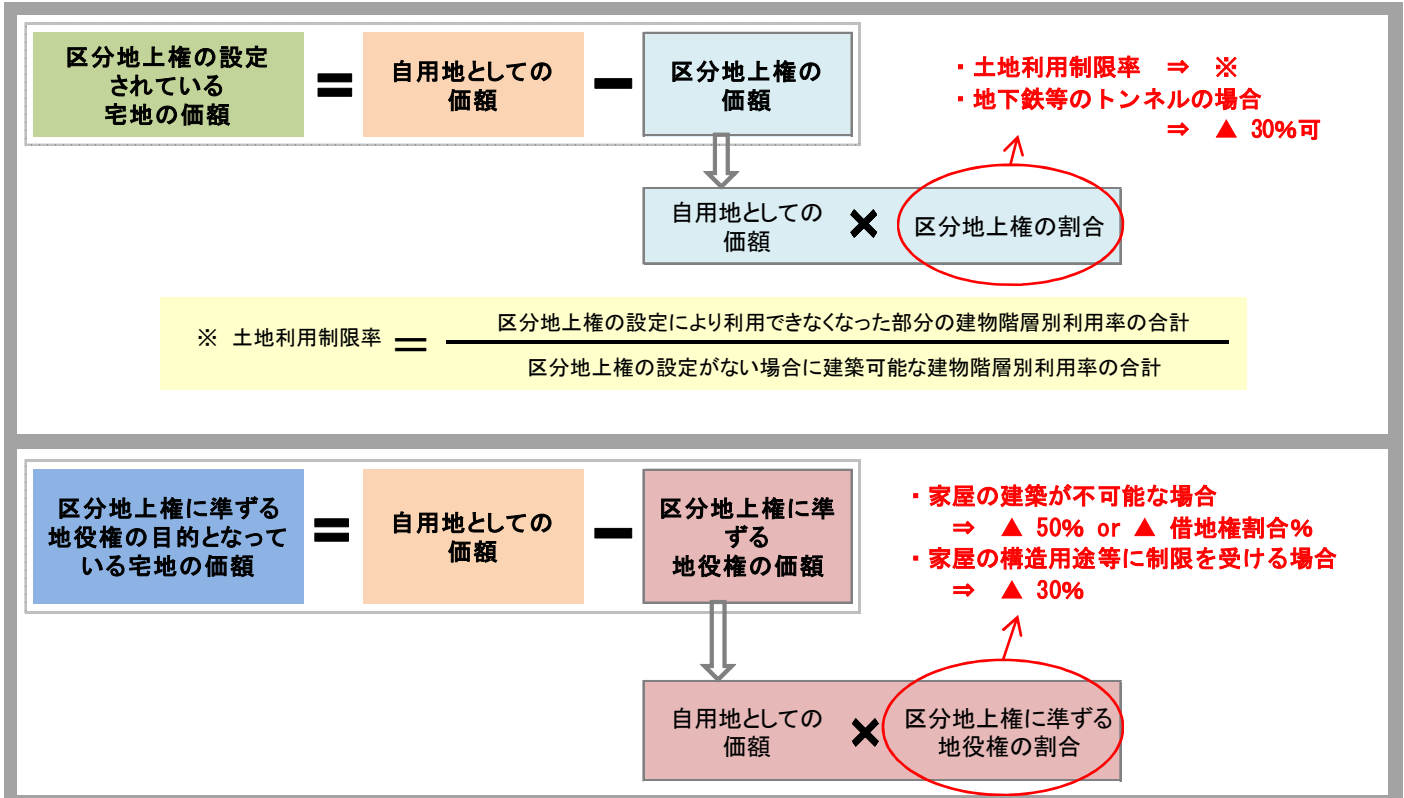 区分地上権の設定
されている
宅地の価額
＝
自用地としての
価額
－
区分地上権の
価額
・土地利用制限率 ⇒ ※
・地下鉄等のトンネルの場合
⇒ ▲ 30%可
自用地としての
価額
×
区分地上権の割合
※ 土地利用制限率 ＝
区分地上権の設定により利用できなくなった部分の建物階層別利用率の合計
区分地上権の設定がない場合に建築可能な建物階層別利用率の合計
区分地上権に準ずる
地役権の目的となって
いる宅地の価額
＝
自用地としての
価額
－
区分地上権に準
ずる
地役権の価額
・家屋の建築が不可能な場合
⇒ ▲ 50% or ▲ 借地権割合%
・家屋の構造用途等に制限を受ける場合
⇒ ▲ 30%
自用地としての
価額
×
区分地上権に準ずる
地役権の割合